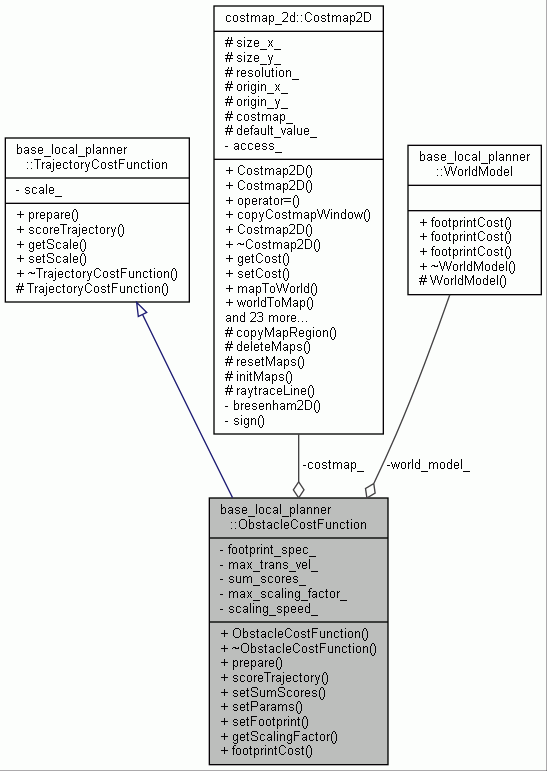 costmap_2d::Costmap2D
# size_x_
# size_y_
# resolution_
# origin_x_
# origin_y_
# costmap_
# default_value_
- access_
+ Costmap2D()
+ Costmap2D()
+ operator=()
+ copyCostmapWindow()
+ Costmap2D()
+ ~Costmap2D()
+ getCost()
+ setCost()
+ mapToWorld()
+ worldToMap()
and 23 more...
# copyMapRegion()
# deleteMaps()
# resetMaps()
# initMaps()
# raytraceLine()
- bresenham2D()
- sign()
base_local_planner
::TrajectoryCostFunction
- scale_
+ prepare()
+ scoreTrajectory()
+ getScale()
+ setScale()
+ ~TrajectoryCostFunction()
# TrajectoryCostFunction()
base_local_planner
::WorldModel
+ footprintCost()
+ footprintCost()
+ footprintCost()
+ ~WorldModel()
# WorldModel()
-costmap_
-world_model_
base_local_planner
::ObstacleCostFunction
- footprint_spec_
- max_trans_vel_
- sum_scores_
- max_scaling_factor_
- scaling_speed_
+ ObstacleCostFunction()
+ ~ObstacleCostFunction()
+ prepare()
+ scoreTrajectory()
+ setSumScores()
+ setParams()
+ setFootprint()
+ getScalingFactor()
+ footprintCost()